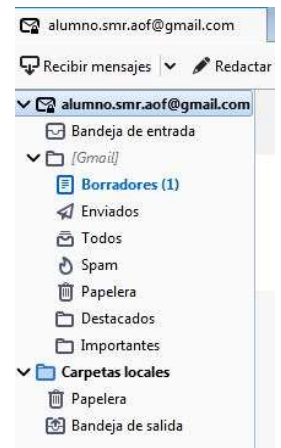 alumno.smr.aof@gmail.com
Recibir mensajes Redactar
alumno.smr.aof@gmail.com
Bandeja de entrada
[Gmail]
Borradores (1)
Enviados
Todos
Spam
Papelera
Destacados
Importantes
Carpetas locales
Papelera
Bandeja de salida